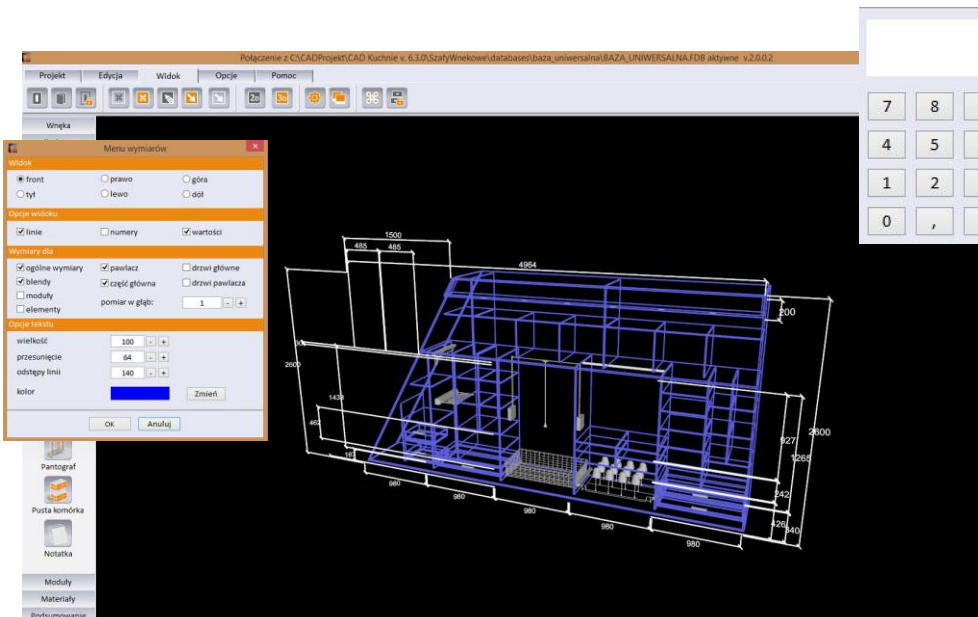 Połączenie z C:\CADProjekt\CAD Kuchnie v. 6.3.0\SzafyWnekowe\databases\baza_uniwersalna\BAZA_UNIWERSALNA.FDB aktywne v.2.0.0.2
Projekt Edycja Widok Opcje Pomoc
2D 3D
Wnęka
Menu wymiarów
Widok
front prawo góra
tył lewo dół
Opcje widoku
linie numery wartości
Wymiary dla
ogólne wymiary pawlacz drzwi główne
blendy część główna drzwi pawlacza
moduły
pomiar w głąb: 1 - +
elementy
Opcje tekstu
wielkość 100 - +
przesunięcie 64 - +
odstępy linii 140 - +
kolor Zmień
OK Anuluj
Pantograf
Pusta komórka
Notatka
Moduły
Materiały
Podsumowanie
7 8
4 5
1 2
0 ,
1500
485 485
4964
200
2600
1433
462
980
980
980
980
980
927
2600
1265
242
426
340